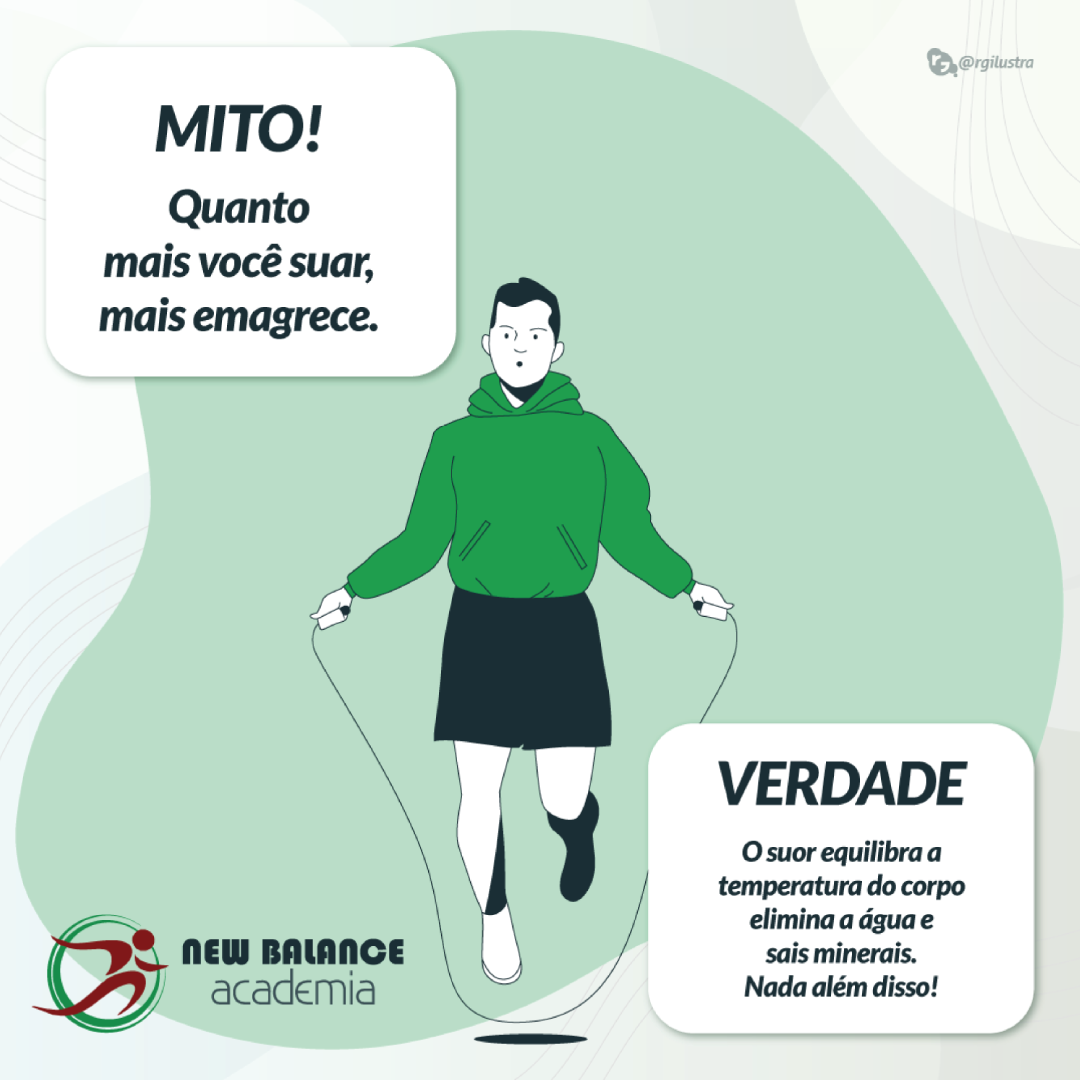 @rgilustra
MITO!
Quanto
mais você suar,
mais emagrece.
VERDADE
O suor equilibra a
temperatura do corpo
elimina a água e
sais minerais.
Nada além disso!
NEW BALANCE
academia